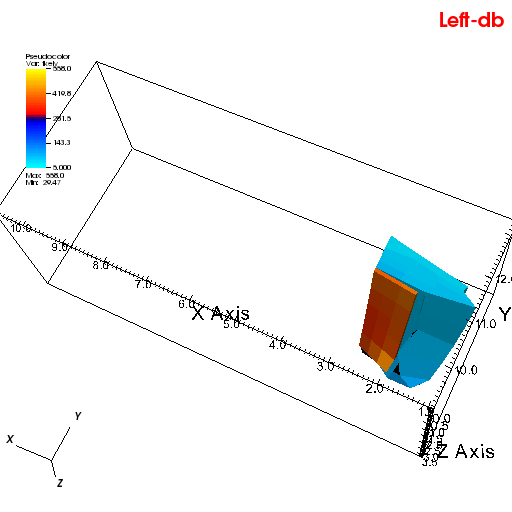 Left-db
Pseudocolor
Var: likely
558.0
419.8
281.5
143.3
5.000
Max: 558.0
Min: 29.47
10.0
9.0
8.0
7.0
6.0
5.0
4.0
3.0
2.0
X Axis
Y
12.
11.0
10.0
Z Axis
3.5
X
Y
Z